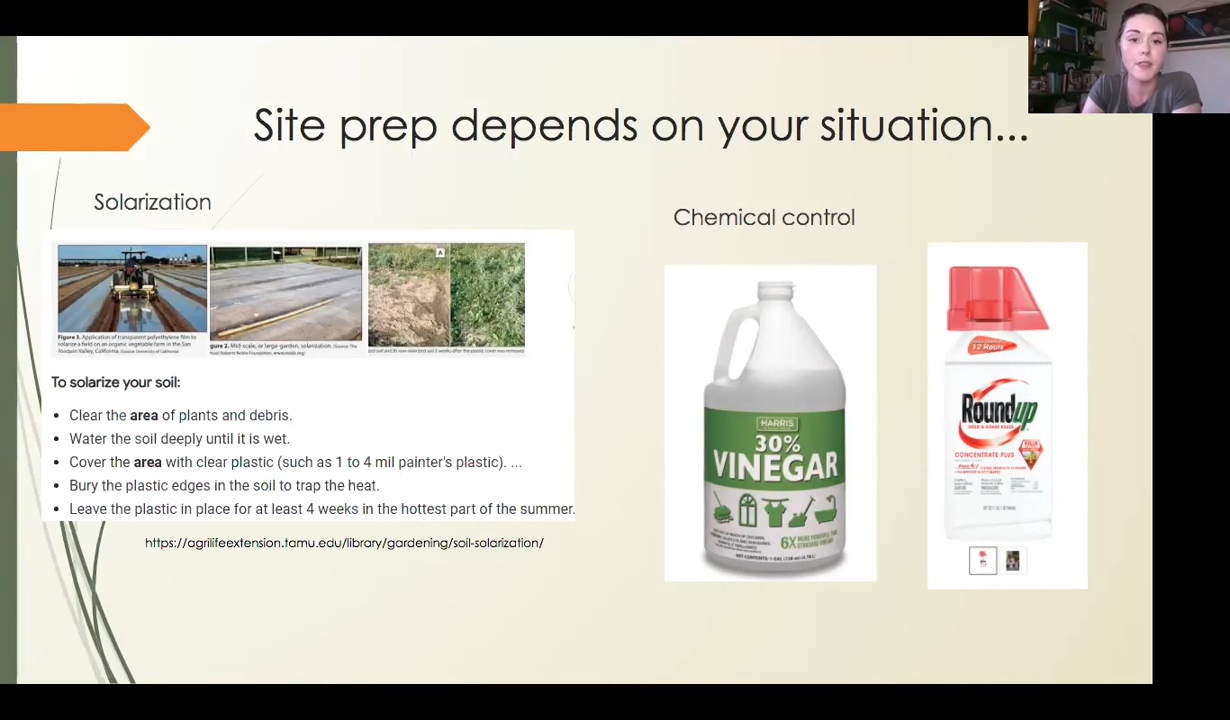 Site prep depends on your situation...
Solarization
Chemical control
Figure 3. Application of transparent polyethylene film to
solarize a field on an organic vegetable farm in the San
Joaquin Valley, California. (Source: University of California)
gure 2. Mid-scale, or large-garden, solarization. (Source: The
A
To solarize your soil:
• Clear the area of plants and debris.
• Water the soil deeply until it is wet.
• Cover the area with clear plastic (such as 1 to 4 mil painter's plastic). ...
• Bury the plastic edges in the soil to trap the heat.
• Leave the plastic in place for at least 4 weeks in the hottest part of the summer.
https://agrilifeextension.tamu.edu/library/gardening/soil-solarization/
HARRIS
30%
VINEGAR
6X
12 Hours
Roundup
WEED & GRASS KILLER
CONCENTRATE PLUS